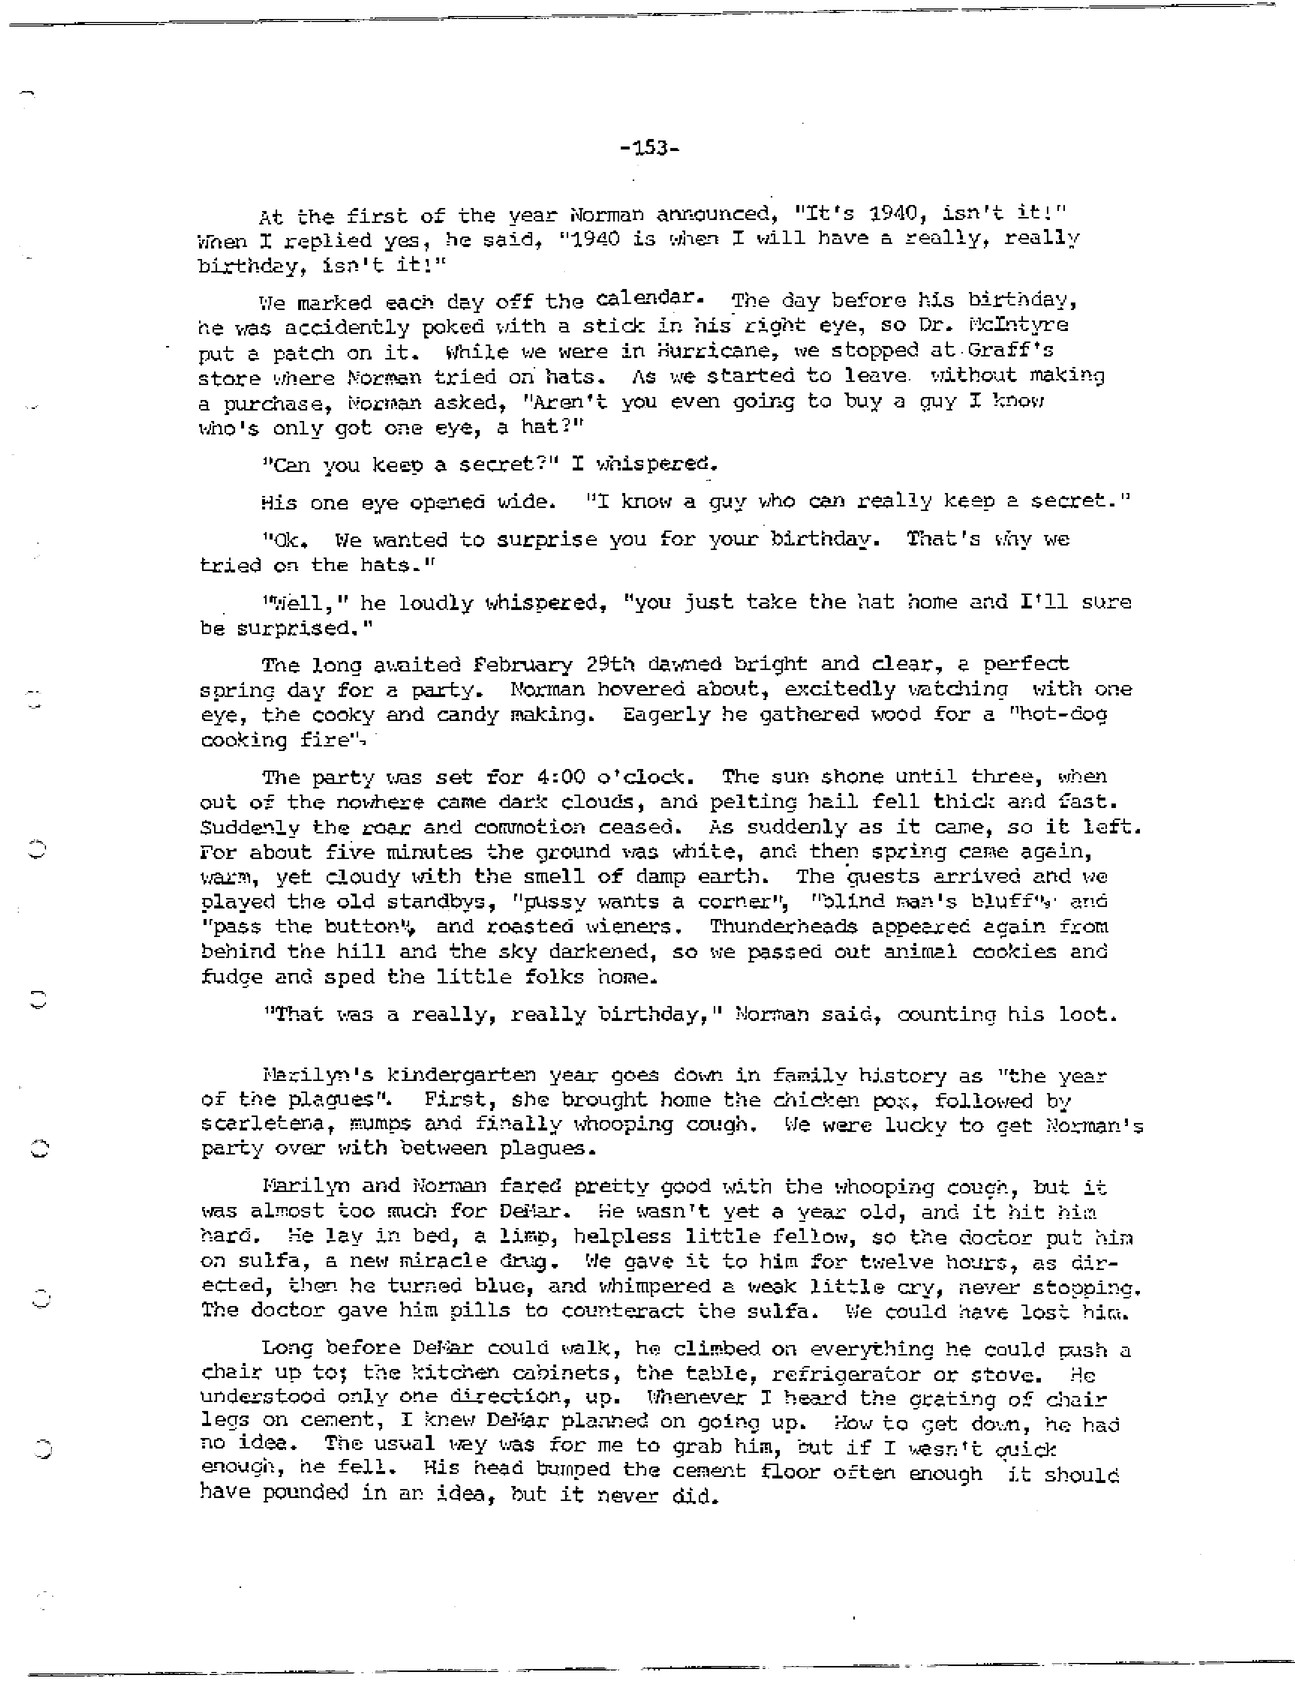 -153-
At the first of the year Norman announced, "It's 1940, isn't it!"
When I replied yes, he said, "1940 is when I will have a really, really
birthday, isn't it!"
We marked each day off the calendar. The day before his birthday,
he was accidently poked with a stick in his right eye, so Dr. McIntyre
put a patch on it. While we were in Hurricane, we stopped at Graff's
store where Norman tried on hats. As we started to leave without making
a purchase, Norman asked, "Aren't you even going to buy a guy I know
who's only got one eye, a hat?"
"Can you keep a secret?" I whispered.
His one eye opened wide. "I know a guy who can really keep a secret."
"Ok. We wanted to surprise you for your birthday. That's why we
tried on the hats."
"Well," he loudly whispered, "you just take the hat home and I'll sure
be surprised."
The long awaited February 29th dawned bright and clear, a perfect
spring day for a party. Norman hovered about, excitedly watching with one
eye, the cooky and candy making. Eagerly he gathered wood for a "hot-dog
cooking fire".
The party was set for 4:00 o'clock. The sun shone until three, when
out of the nowhere came dark clouds, and pelting hail fell thick and fast.
Suddenly the roar and commotion ceased. As suddenly as it came, so it left.
For about five minutes the ground was white, and then spring came again,
warm, yet cloudy with the smell of damp earth. The guests arrived and we
played the old standbys, "pussy wants a corner", "blind man's bluff", and
"pass the button", and roasted wieners. Thunderheads appeared again from
behind the hill and the sky darkened, so we passed out animal cookies and
fudge and sped the little folks home.
"That was a really, really birthday," Norman said, counting his loot.
Marilyn's kindergarten year goes down in family history as "the year
of the plagues". First, she brought home the chicken pox, followed by
scarletena, mumps and finally whooping cough. We were lucky to get Norman's
party over with between plagues.
Marilyn and Norman fared pretty good with the whooping cough, but it
was almost too much for DeMar. He wasn't yet a year old, and it hit him
hard. He lay in bed, a limp, helpless little fellow, so the doctor put him
on sulfa, a new miracle drug. We gave it to him for twelve hours, as dir-
ected, then he turned blue, and whimpered a weak little cry, never stopping.
The doctor gave him pills to counteract the sulfa. We could have lost him.
Long before DeMar could walk, he climbed on everything he could push a
chair up to; the kitchen cabinets, the table, refrigerator or stove. He
understood only one direction, up. Whenever I heard the grating of chair
legs on cement, I knew DeMar planned on going up. How to get down, he had
no idea. The usual way was for me to grab him, but if I wasn't quick
enough, he fell. His head bumped the cement floor often enough it should
have pounded in an idea, but it never did.